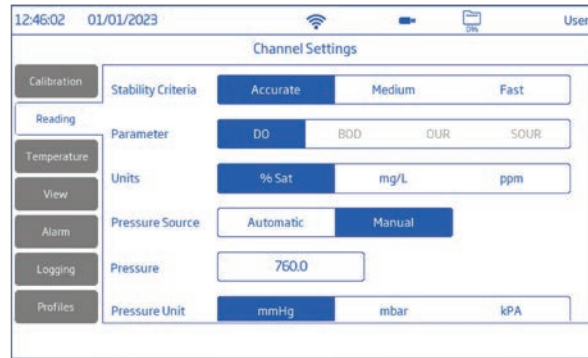 12:46:02 01/01/2023 0% User
Channel Settings
Calibration
Stability Criteria Accurate Medium Fast
Reading
Parameter DO BOD OUR SOUR
Temperature
Units % Sat mg/L ppm
View
Pressure Source Automatic Manual
Alarm
Logging
Pressure 760.0
Profiles
Pressure Unit mmHg mbar kPA